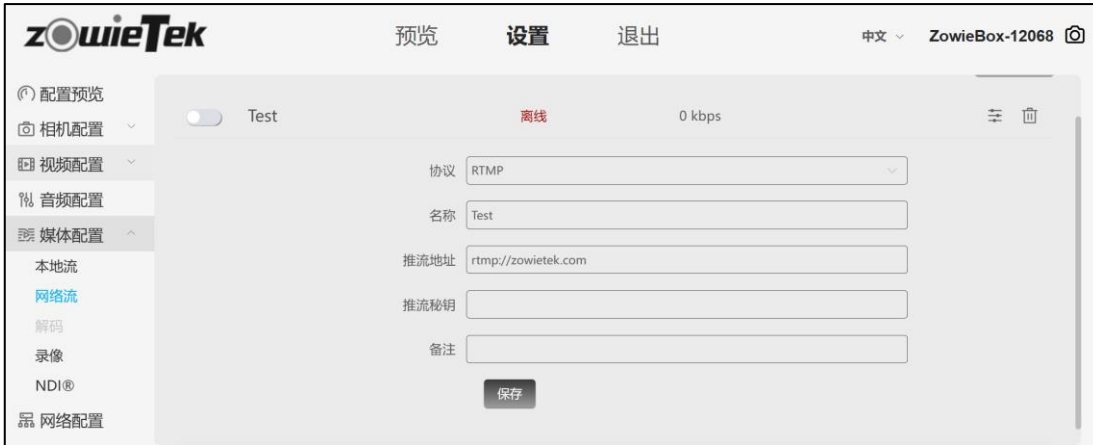 zowieTek
预览 设置 退出
中文 ZowieBox-12068
配置预览
相机配置
视频配置
音频配置
媒体配置
本地流
网络流
解码
录像
NDI®
网络配置
Test 离线 0 kbps
协议 RTMP
名称 Test
推流地址 rtmp://zowietek.com
推流秘钥
备注
保存